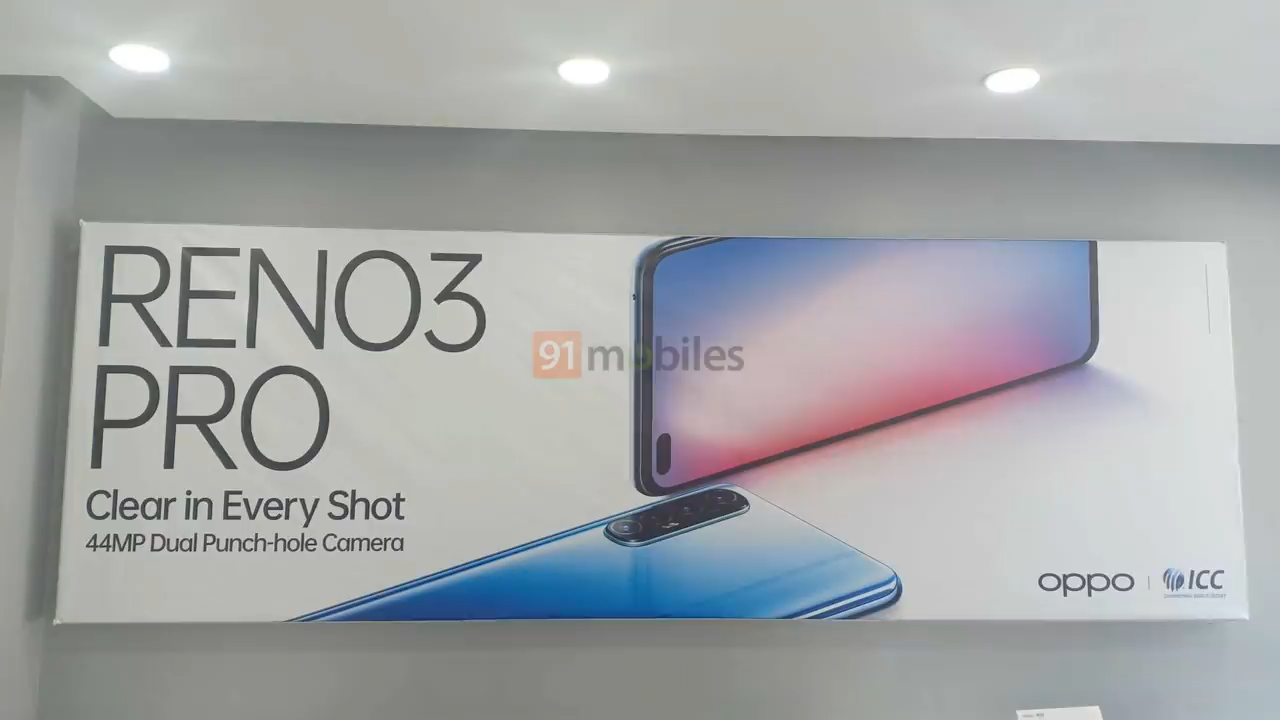 RENO3
PRO
Clear in Every Shot
44MP Dual Punch-hole Camera
91mobiles
oppo
ICC